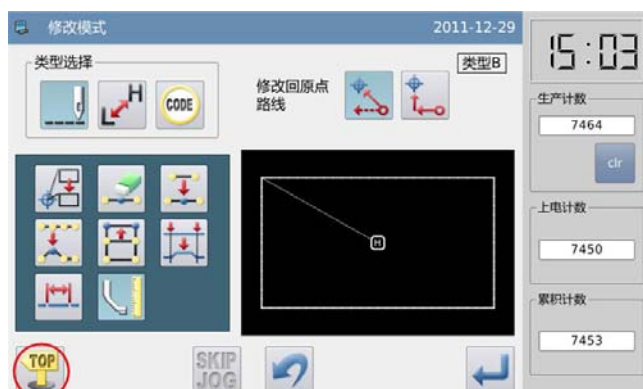 修改模式
2011-12-29
类型选择
H
L
CODE
修改回原点
路线
类型B
H
TOP
SKIP
JOG
15:03
生产计数
7464
clr
上电计数
7450
累积计数
7453